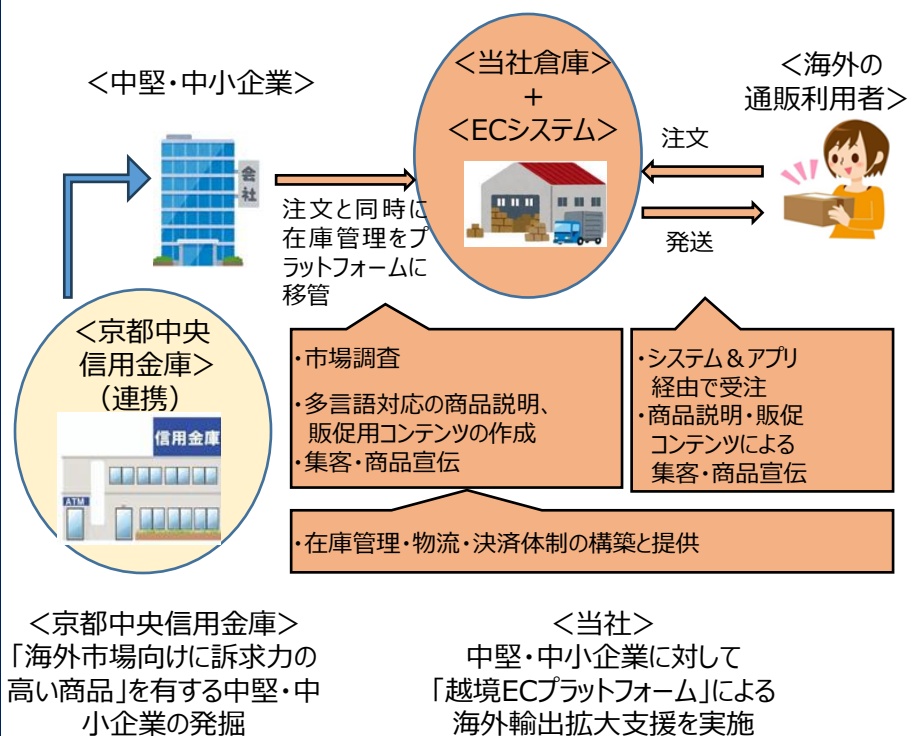 ＜中堅・中小企業＞
＜当社倉庫＞
＋
＜ECシステム＞
＜海外の
通販利用者＞
会社
注文
発送
注文と同時に
在庫管理をプ
ラットフォームに
移管
＜京都中央
信用金庫＞
（連携）
信用金庫
ATM
・市場調査
・多言語対応の商品説明、
販促用コンテンツの作成
・集客・商品宣伝
・システム＆アプリ
経由で受注
・商品説明・販促
コンテンツによる
集客・商品宣伝
・在庫管理・物流・決済体制の構築と提供
＜京都中央信用金庫＞
「海外市場向けに訴求力の
高い商品」を有する中堅・中
小企業の発掘
＜当社＞
中堅・中小企業に対して
「越境ECプラットフォーム」による
海外輸出拡大支援を実施